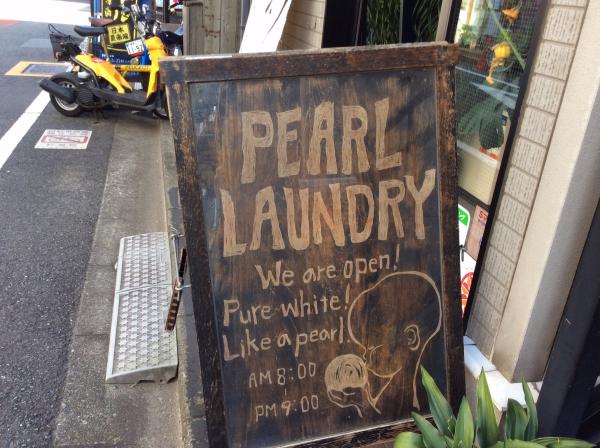 PEARL
LAUNDRY
We are open!
Pure white!
Like a pearl.
AM 8:00
PM 9:00